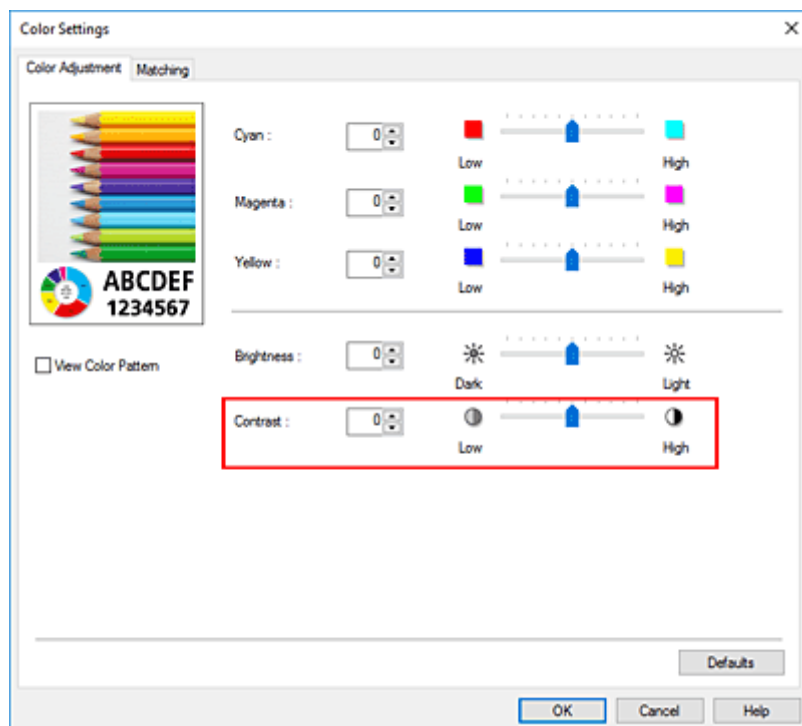 Color Settings
Color Adjustment Matching
Cyan : 0
Low High
Magenta : 0
Low High
Yellow : 0
Low High
ABCDEF
1234567
View Color Pattern
Brightness : 0
Dark Light
Contrast : 0
Low High
Defaults
OK Cancel Help